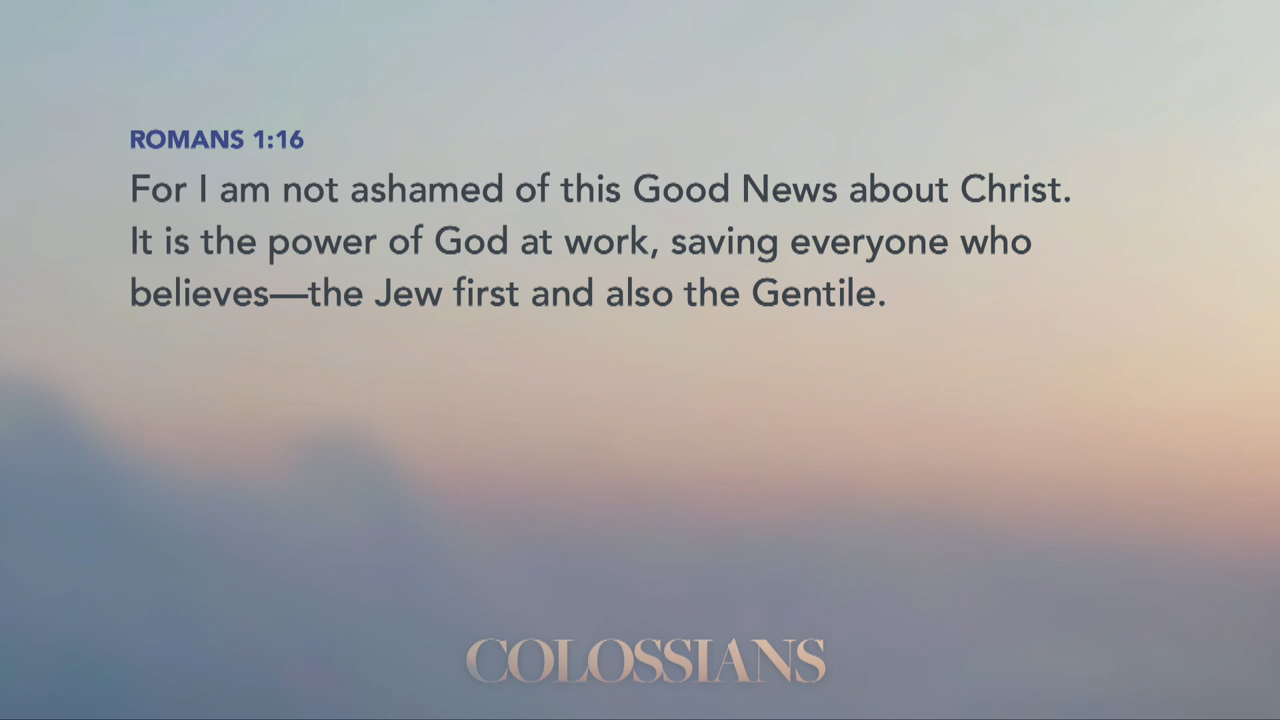 ROMANS 1:16
For I am not ashamed of this Good News about Christ.
It is the power of God at work, saving everyone who
believes—the Jew first and also the Gentile.
COLOSSIANS